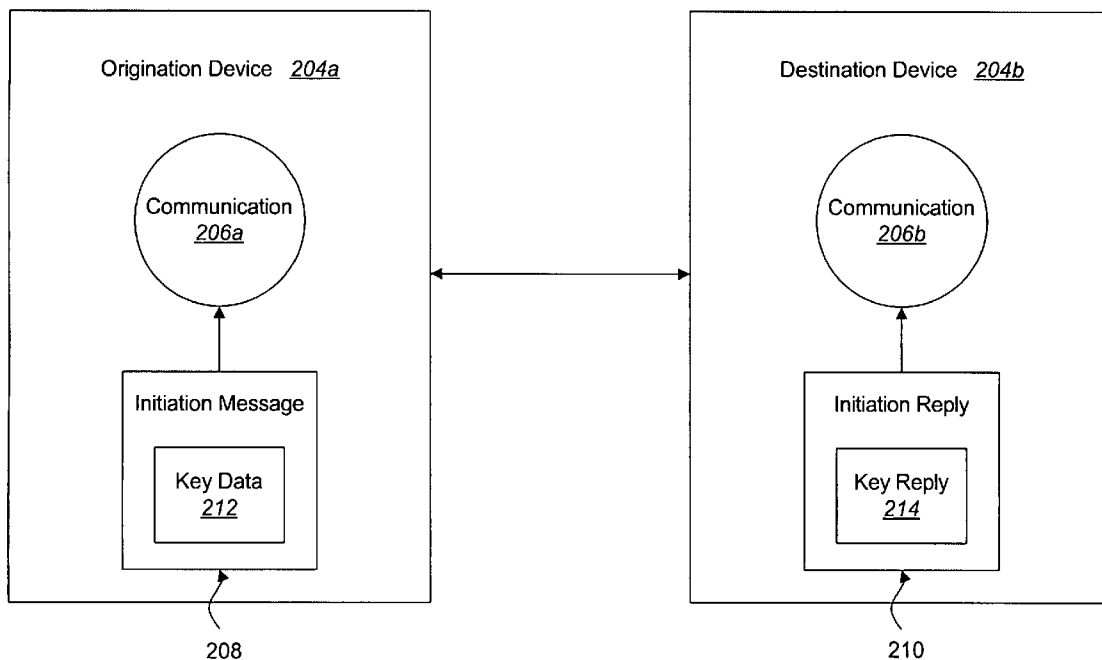 Origination Device 204a
Communication
206a
Initiation Message
Key Data
212
208
Destination Device 204b
Communication
206b
Initiation Reply
Key Reply
214
210